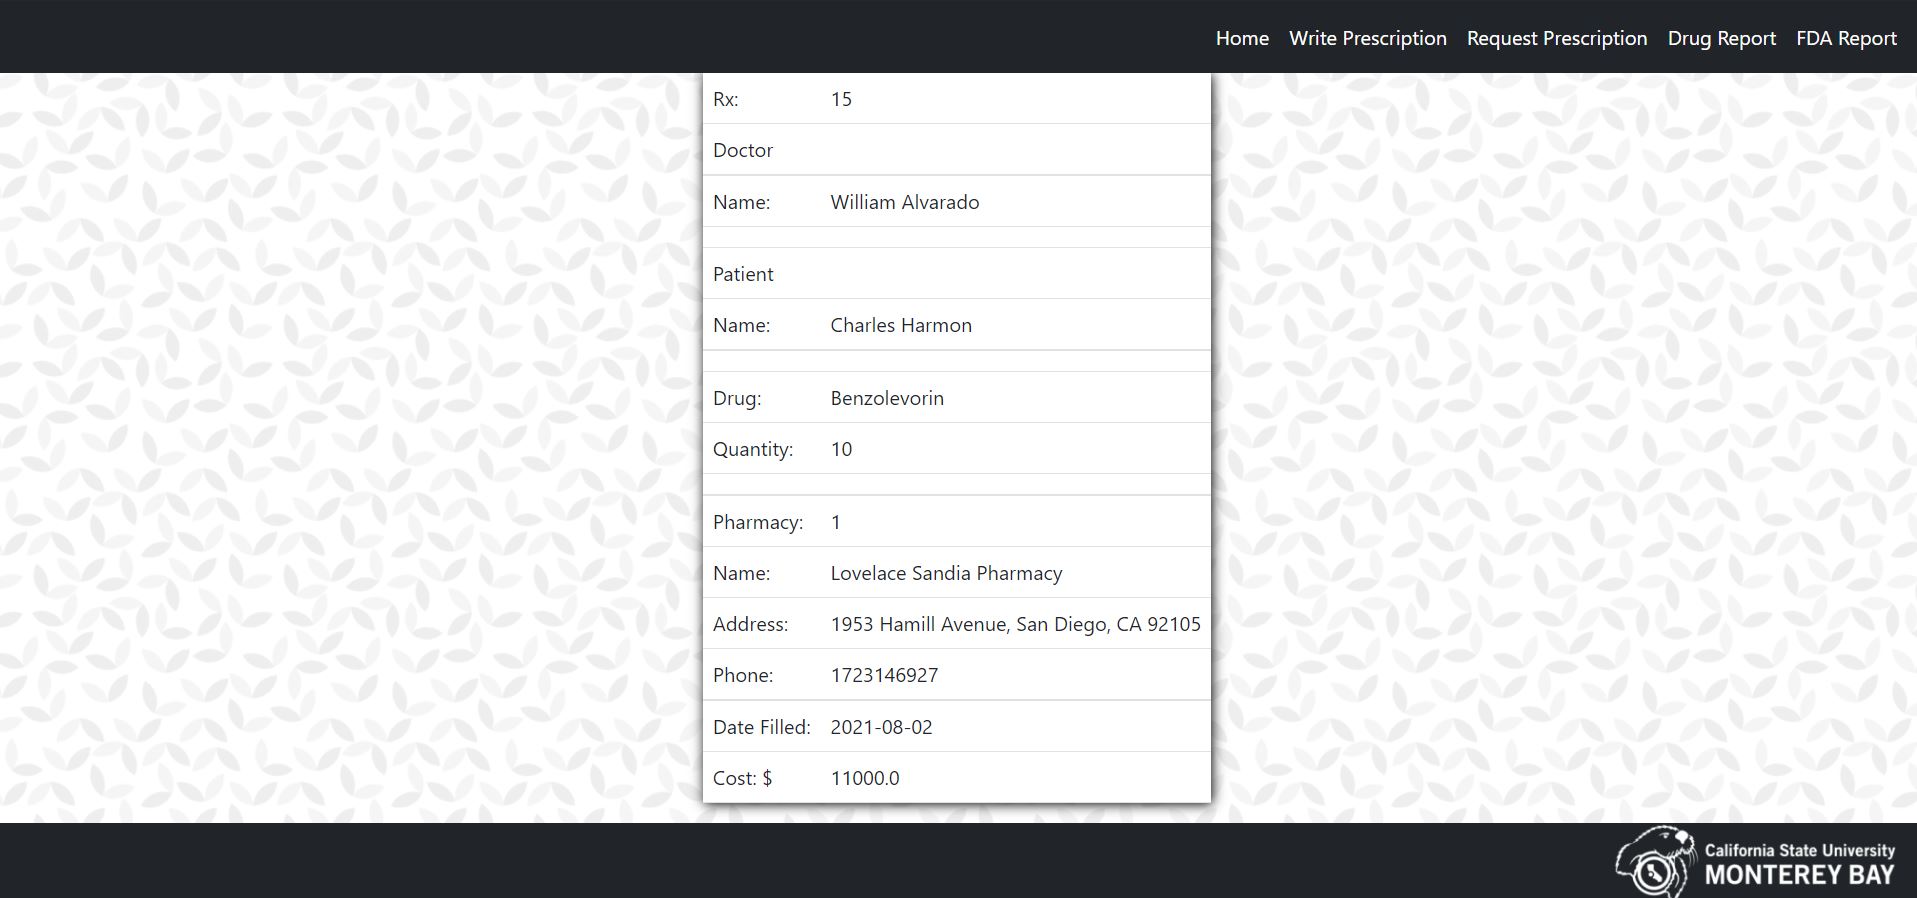 Home Write Prescription Request Prescription Drug Report FDA Report
Rx: 15
Doctor
Name: William Alvarado
Patient
Name: Charles Harmon
Drug: Benzolevorin
Quantity: 10
Pharmacy: 1
Name: Lovelace Sandia Pharmacy
Address: 1953 Hamill Avenue, San Diego, CA 92105
Phone: 1723146927
Date Filled: 2021-08-02
Cost: $ 11000.0
California State University
MONTEREY BAY